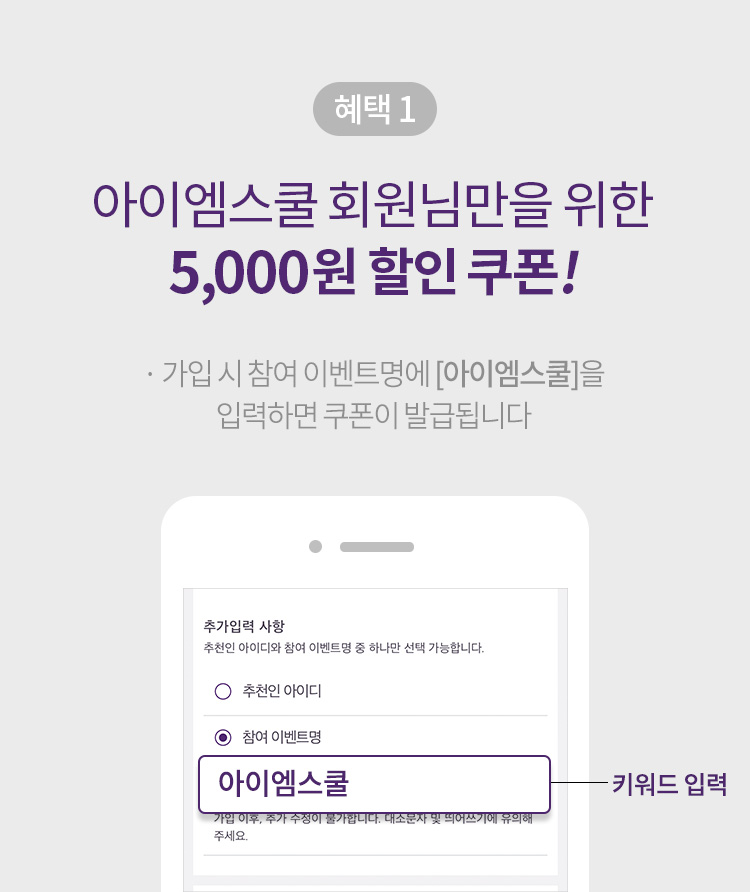 혜택 1
아이엠스쿨 회원님만을 위한
5,000원 할인 쿠폰!
· 가입 시 참여 이벤트명에 [아이엠스쿨]을
입력하면 쿠폰이 발급됩니다
추가입력 사항
추천인 아이디와 참여 이벤트명 중 하나만 선택 가능합니다.
추천인 아이디
참여 이벤트명
아이엠스쿨
키워드 입력
가입 이후, 추가 수정이 불가합니다. 대소문자 및 띄어쓰기에 유의해
주세요.